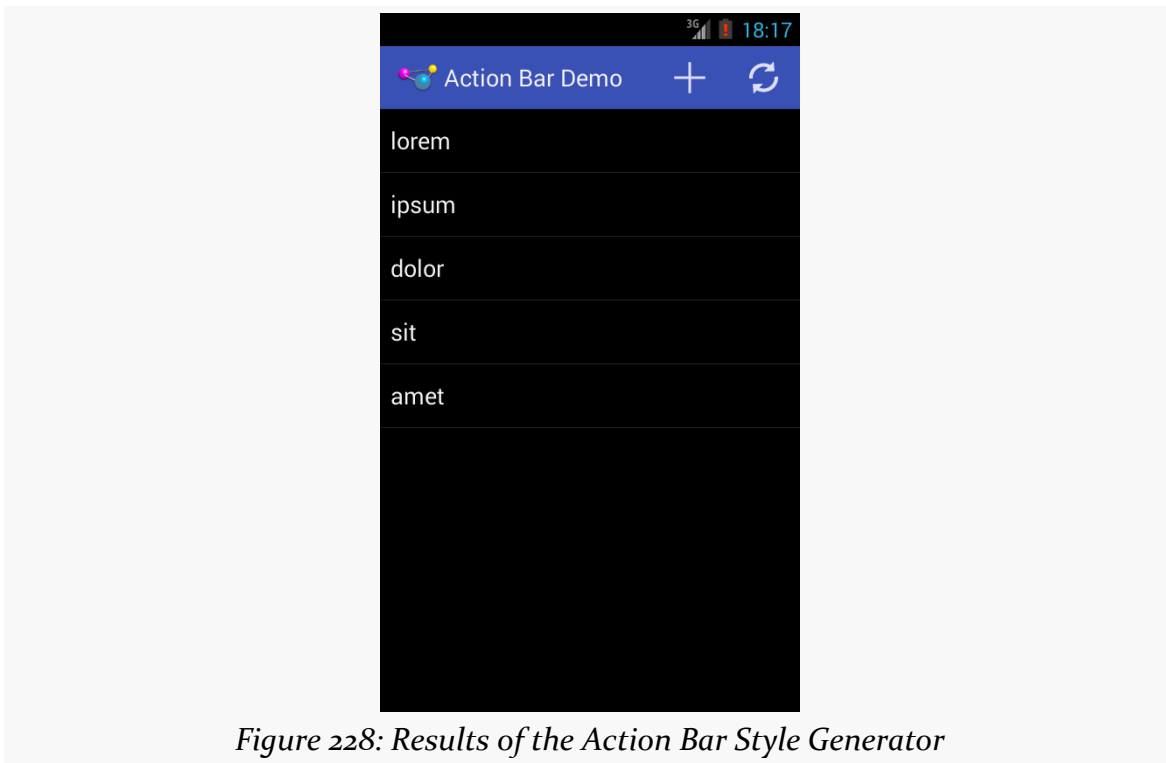 3G 18:17
Action Bar Demo
lorem
ipsum
dolor
sit
amet
Figure 228: Results of the Action Bar Style Generator